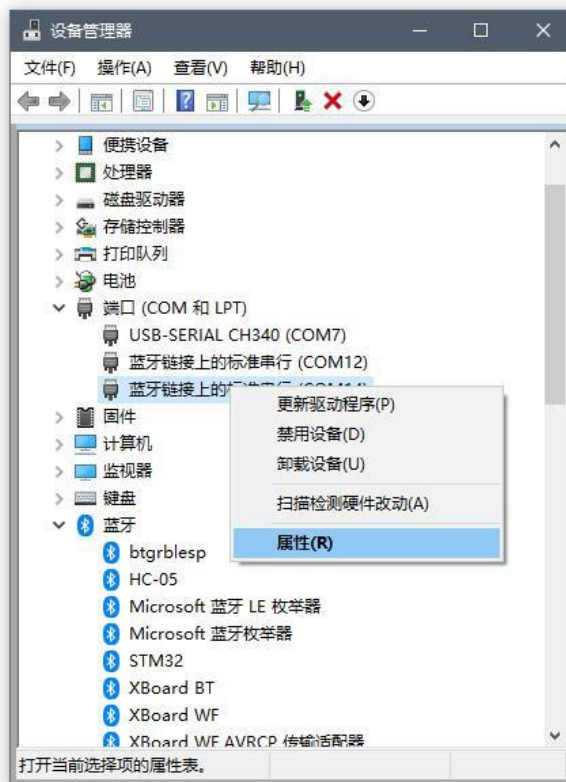 设备管理器
文件(F) 操作(A) 查看(V) 帮助(H)
便携设备
处理器
磁盘驱动器
存储控制器
打印队列
电池
端口 (COM 和 LPT)
USB-SERIAL CH340 (COM7)
蓝牙链接上的标准串行 (COM12)
蓝牙链接上的标准串行
更新驱动程序(P)
禁用设备(D)
卸载设备(U)
扫描检测硬件改动(A)
属性(R)
固件
计算机
监视器
键盘
蓝牙
btgrblesp
HC-05
Microsoft 蓝牙 LE 枚举器
Microsoft 蓝牙枚举器
STM32
XBoard BT
XBoard WF
XBoard WF AVRCP 传输适配器
打开当前选择项的属性表。